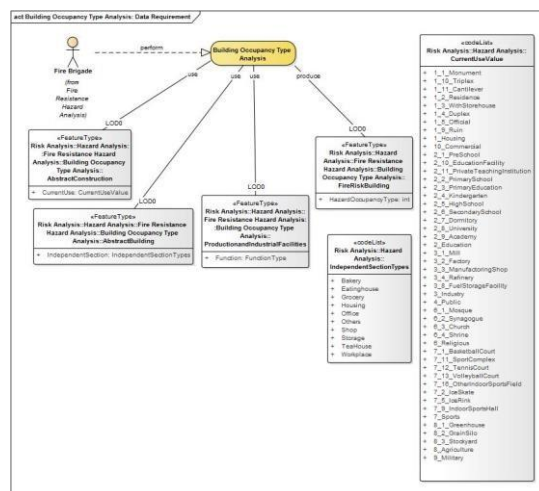 act Building Occupancy Type Analysis: Data Requirement
perform
Building Occupancy Type
Analysis
Fire Brigade
(from
Fire
Resistance
Hazard
Analysis)
use
use
use
produce
LOD0
LOD0
LOD0
LOD0
«FeatureType»
Risk Analysis::Hazard Analysis:
:Fire Resistance Hazard
Analysis::Building Occupancy
Type Analysis::
AbstractConstruction
+ CurrentUse: CurrentUseValue
«FeatureType»
Risk Analysis::Hazard Analysis::Fire Resistance
Hazard Analysis::Building Occupancy Type
Analysis::AbstractBuilding
+ IndependentSection: IndependentSectionTypes
«FeatureType»
Risk Analysis::Hazard Analysis:
:Fire Resistance Hazard Analysis:
:Building Occupancy Type
Analysis::
ProductionandIndustrialFacilities
+ Function: FunctionType
«FeatureType»
Risk Analysis::Hazard
Analysis::Fire Resistance
Hazard Analysis::Building
Occupancy Type Analysis::
FireRiskBuilding
+ HazardOccupancyType: int
«codeList»
Risk Analysis::Hazard
Analysis::
IndependentSectionTypes
+ Bakery
+ Eatinghouse
+ Grocery
+ Housing
+ Office
+ Others
+ Shop
+ Storage
+ TeaHouse
+ Workplace
«codeList»
Risk Analysis::Hazard Analysis::
CurrentUseValue
+ 1_1_Monument
+ 1_10_Triplex
+ 1_11_Cantilever
+ 1_2_Residence
+ 1_3_WithStorehouse
+ 1_4_Duplex
+ 1_8_Official
+ 1_9_Ruin
+ 1_Housing
+ 10_Commercial
+ 2_1_PreSchool
+ 2_10_EducationFacility
+ 2_11_PrivateTeachingInstitution
+ 2_2_PrimarySchool
+ 2_3_PrimaryEducation
+ 2_4_Kindergarten
+ 2_5_HighSchool
+ 2_6_SecondarySchool
+ 2_7_Dormitory
+ 2_8_University
+ 2_9_Academy
+ 2_Education
+ 3_1_Mill
+ 3_2_Factory
+ 3_3_ManufactoringShop
+ 3_4_Refinery
+ 3_8_FuelStorageFacility
+ 3_Industry
+ 4_Public
+ 6_1_Mosque
+ 6_2_Synagogue
+ 6_3_Church
+ 6_4_Shrine
+ 6_Religious
+ 7_1_BasketballCourt
+ 7_11_SportComplex
+ 7_12_TennisCourt
+ 7_13_VolleyballCourt
+ 7_16_OtherIndoorSportsField
+ 7_2_IceSkate
+ 7_8_IceRink
+ 7_9_IndoorSportsHall
+ 7_Sports
+ 8_1_Greenhouse
+ 8_2_GrainSilo
+ 8_3_Stockyard
+ 8_Agriculture
+ 9_Military